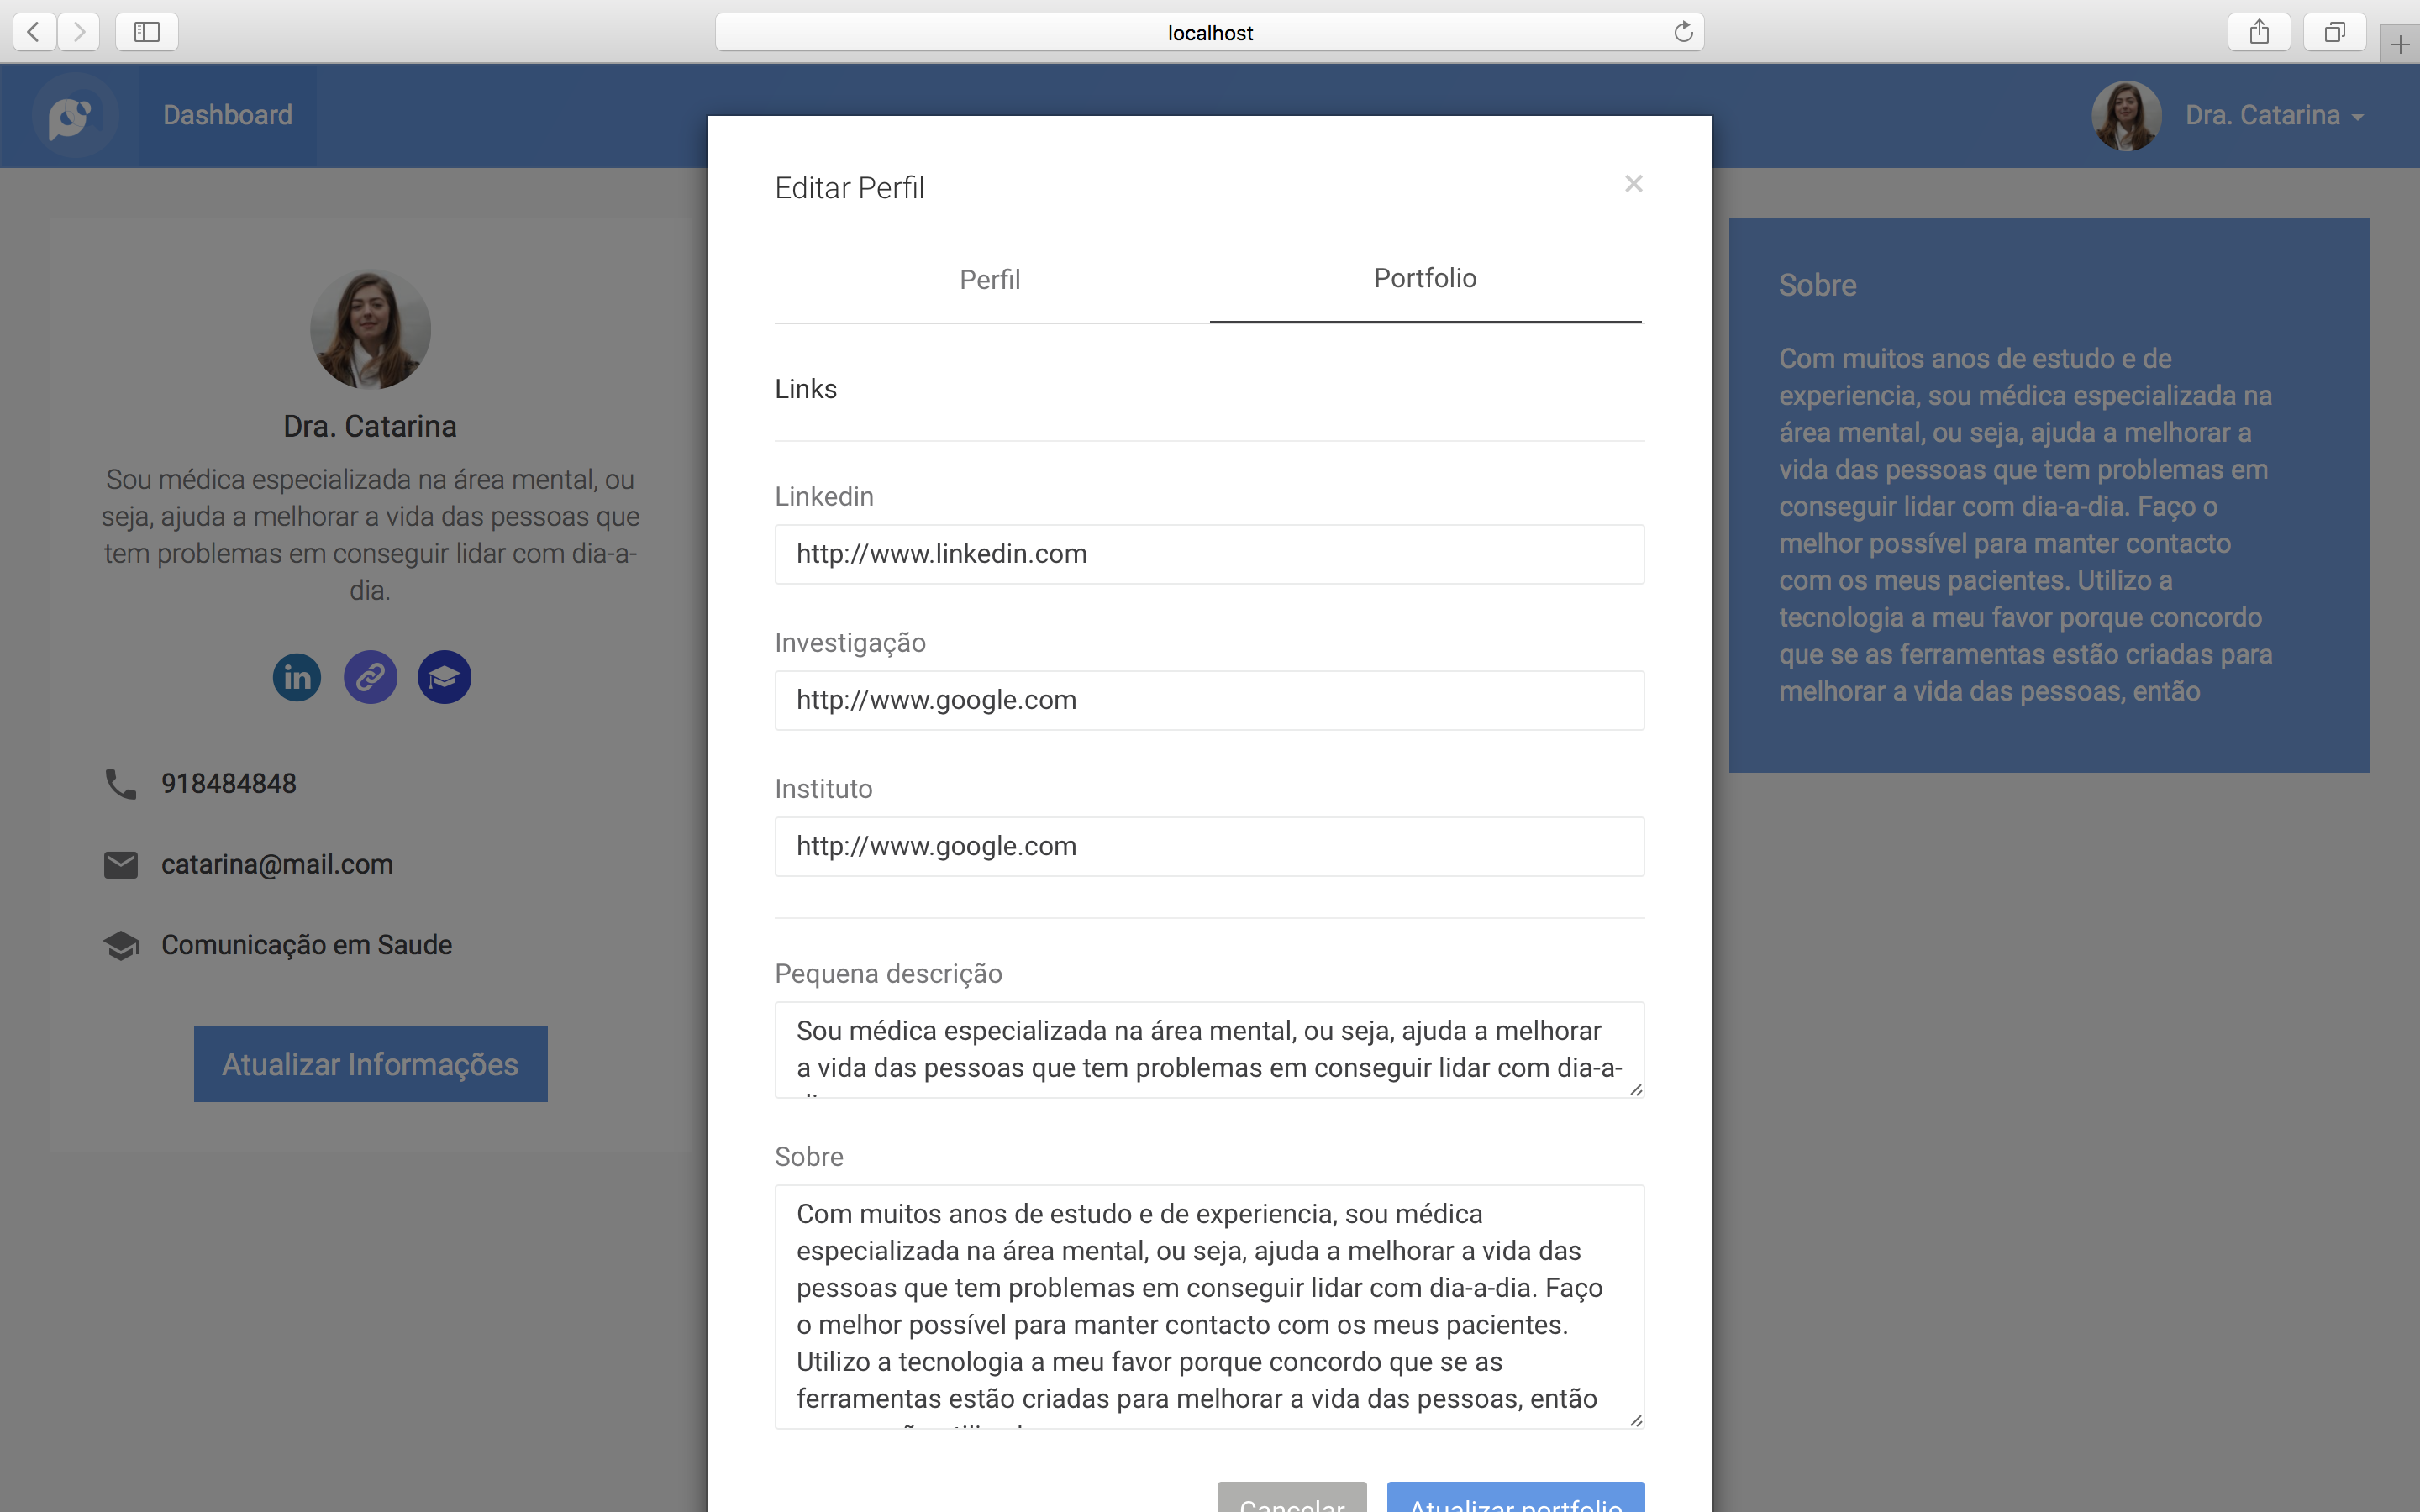 localhost
Dashboard
Dra. Catarina
Dra. Catarina
Sou médica especializada na área mental, ou
seja, ajuda a melhorar a vida das pessoas que
tem problemas em conseguir lidar com dia-a-
dia.
in
918484848
catarina@mail.com
Comunicação em Saude
Atualizar Informações
Editar Perfil
×
Perfil
Portfolio
Links
Linkedin
http://www.linkedin.com
Investigação
http://www.google.com
Instituto
http://www.google.com
Pequena descrição
Sou médica especializada na área mental, ou seja, ajuda a melhorar
a vida das pessoas que tem problemas em conseguir lidar com dia-a-
Sobre
Com muitos anos de estudo e de experiencia, sou médica
especializada na área mental, ou seja, ajuda a melhorar a vida das
pessoas que tem problemas em conseguir lidar com dia-a-dia. Faço
o melhor possível para manter contacto com os meus pacientes.
Utilizo a tecnologia a meu favor porque concordo que se as
ferramentas estão criadas para melhorar a vida das pessoas, então
Cancelar
Atualizar portfolio
Sobre
Com muitos anos de estudo e de
experiencia, sou médica especializada na
área mental, ou seja, ajuda a melhorar a
vida das pessoas que tem problemas em
conseguir lidar com dia-a-dia. Faço o
melhor possível para manter contacto
com os meus pacientes. Utilizo a
tecnologia a meu favor porque concordo
que se as ferramentas estão criadas para
melhorar a vida das pessoas, então